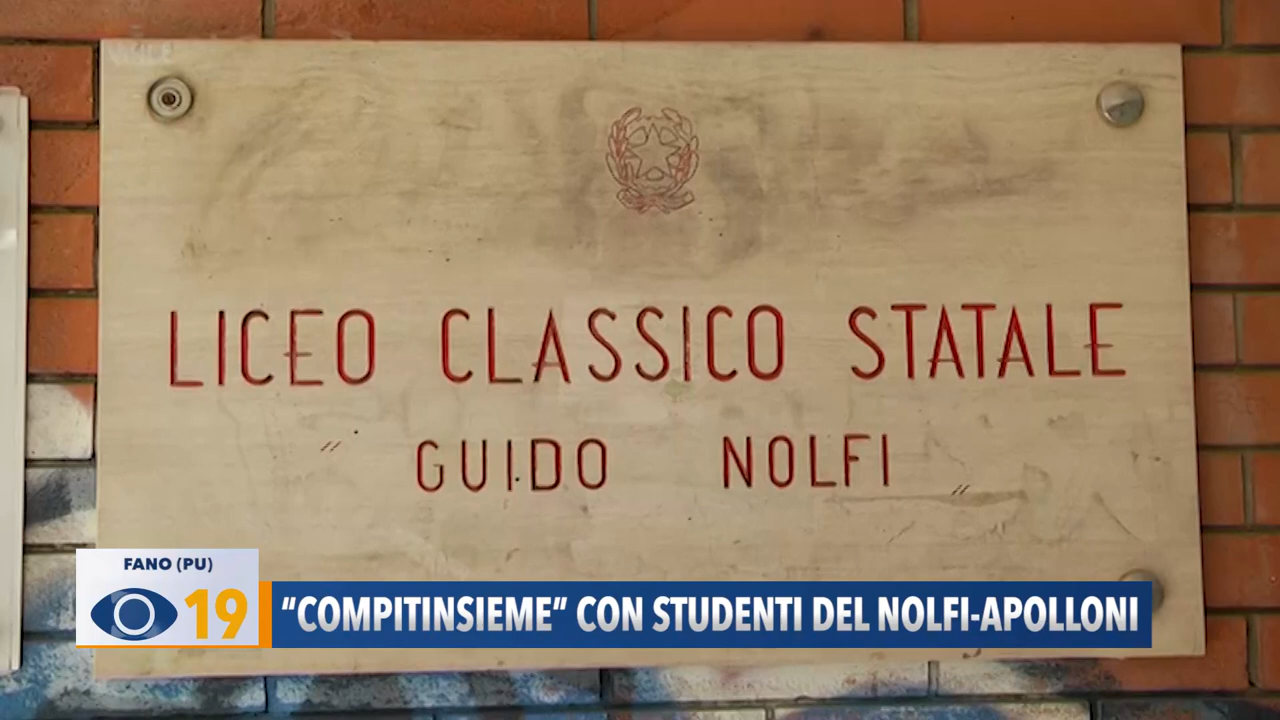 LICEO CLASSICO STATALE
" GUIDO NOLFI "
FANO (PU)
19
“COMPITINSIEME” CON STUDENTI DEL NOLFI-APOLLONI